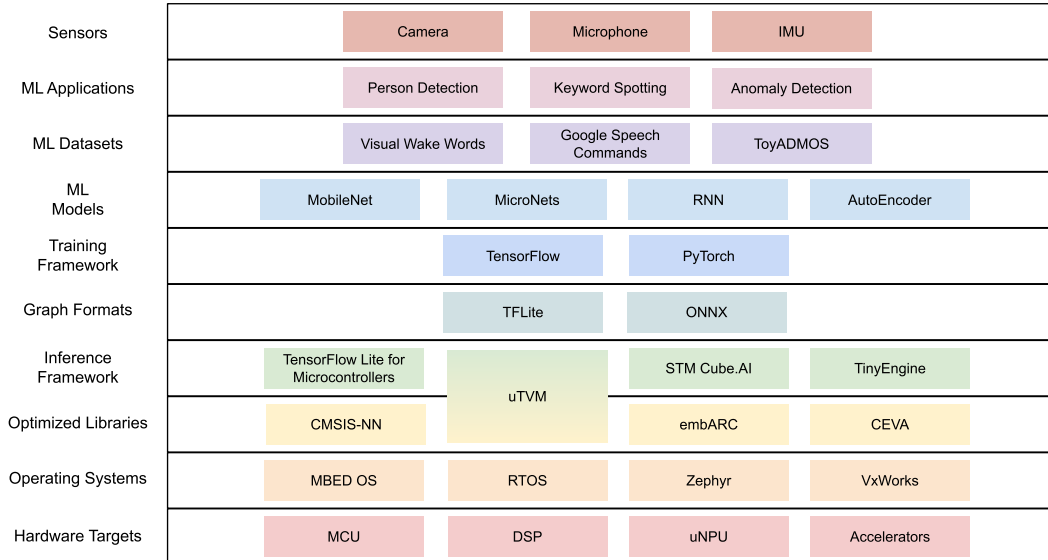 Sensors
Camera
Microphone
IMU
ML Applications
Person Detection
Keyword Spotting
Anomaly Detection
ML Datasets
Visual Wake Words
Google Speech
Commands
ToyADMOS
ML
Models
MobileNet
MicroNets
RNN
AutoEncoder
Training
Framework
TensorFlow
PyTorch
Graph Formats
TFLite
ONNX
Inference
Framework
TensorFlow Lite for
Microcontrollers
uTVM
STM Cube.AI
TinyEngine
Optimized Libraries
CMSIS-NN
embARC
CEVA
Operating Systems
MBED OS
RTOS
Zephyr
VxWorks
Hardware Targets
MCU
DSP
uNPU
Accelerators